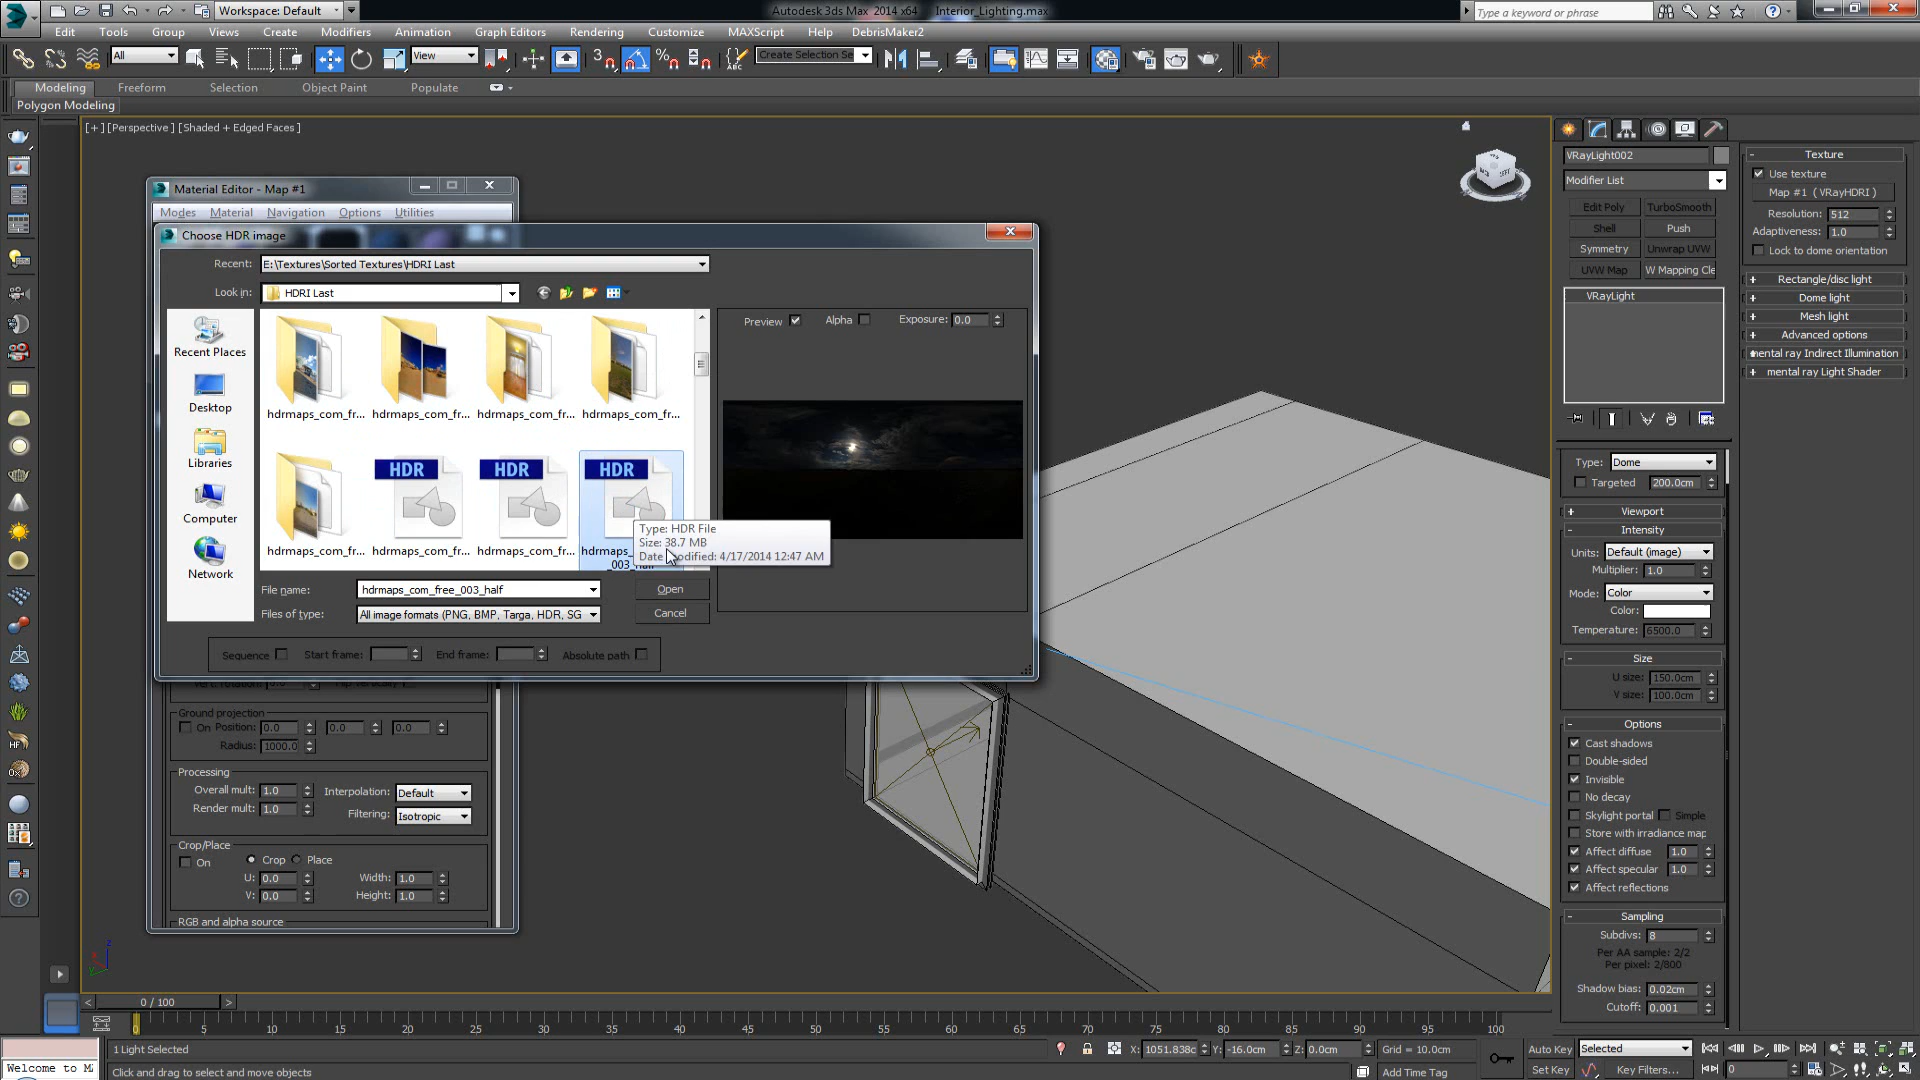 Workspace: Default
Autodesk 3ds Max 2014 x64 Interior_Lighting.max
Type a keyword or phrase
Edit Tools Group Views Create Modifiers Animation Graph Editors Rendering Customize MAXScript Help DebrisMaker2
All
View
3
Create Selection Se
Modeling Freeform Selection Object Paint Populate
Polygon Modeling
[+] [Perspective ] [Shaded + Edged Faces ]
Material Editor - Map #1
Modes Material Navigation Options Utilities
Choose HDR image
Recent: E:\Textures\Sorted Textures\HDRI Last
Look in: HDRI Last
Recent Places
Desktop
Libraries
Computer
Network
hdrmaps_com_fr... hdrmaps_com_fr... hdrmaps_com_fr... hdrmaps_com_fr...
HDR HDR HDR
hdrmaps_com_fr... hdrmaps_com_fr... hdrmaps_com_fr... hdrmaps_
_003_half
Type: HDR File
Size: 38.7 MB
Date modified: 4/17/2014 12:47 AM
Preview Alpha Exposure: 0.0
File name: hdrmaps_com_free_003_half Open
Files of type: All image formats (PNG, BMP, Targa, HDR, SG Cancel
Sequence Start frame: End frame: Absolute path
Ground projection
On Position: 0.0 0.0 0.0
Radius: 1000.0
Processing
Overall mult: 1.0 Interpolation: Default
Render mult: 1.0 Filtering: Isotropic
Crop/Place
On Crop Place
U: 0.0 Width: 1.0
V: 0.0 Height: 1.0
RGB and alpha source
VRayLight002
Modifier List
Edit Poly TurboSmooth
Shell Push
Symmetry Unwrap UVW
UVW Map W Mapping Cle
VRayLight
Type: Dome
Targeted 200.0cm
+ Viewport
- Intensity
Units: Default (image)
Multiplier: 1.0
Mode: Color
Color:
Temperature: 6500.0
- Size
U size: 150.0cm
V size: 100.0cm
- Options
Cast shadows
Double-sided
Invisible
No decay
Skylight portal Simple
Store with irradiance map
Affect diffuse 1.0
Affect specular 1.0
Affect reflections
- Sampling
Subdivs: 8
Per AA sample: 2/2
Per pixel: 2/800
Shadow bias: 0.02cm
Cutoff: 0.001
- Texture
Use texture
Map #1 ( VRayHDRI )
Resolution: 512
Adaptiveness: 1.0
Lock to dome orientation
+ Rectangle/disc light
+ Dome light
+ Mesh light
+ Advanced options
mental ray Indirect Illumination
+ mental ray Light Shader
< 0 / 100 >
0 5 10 15 20 25 30 35 40 45 50 55 60 65 70 75 80 85 90 95 100
1 Light Selected X: 1051.838c Y: -16.0cm Z: 0.0cm Grid = 10.0cm Auto Key Selected
Welcome to MA Click and drag to select and move objects Add Time Tag Set Key Key Filters... 0